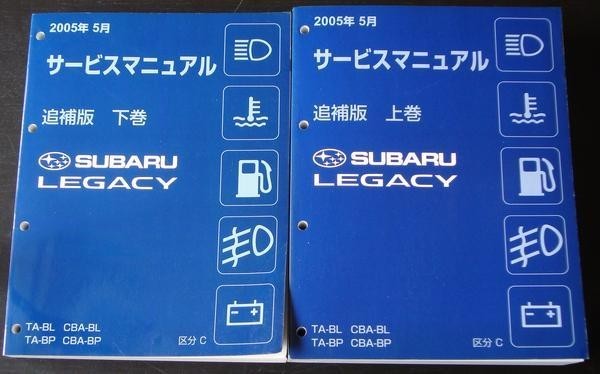 2005年 5月
サービスマニュアル
追補版 下巻
SUBARU
LEGACY
TA-BL CBA-BL
TA-BP CBA-BP
区分 C
2005年 5月
サービスマニュアル
追補版 上巻
SUBARU
LEGACY
TA-BL CBA-BL
TA-BP CBA-BP
区分 C